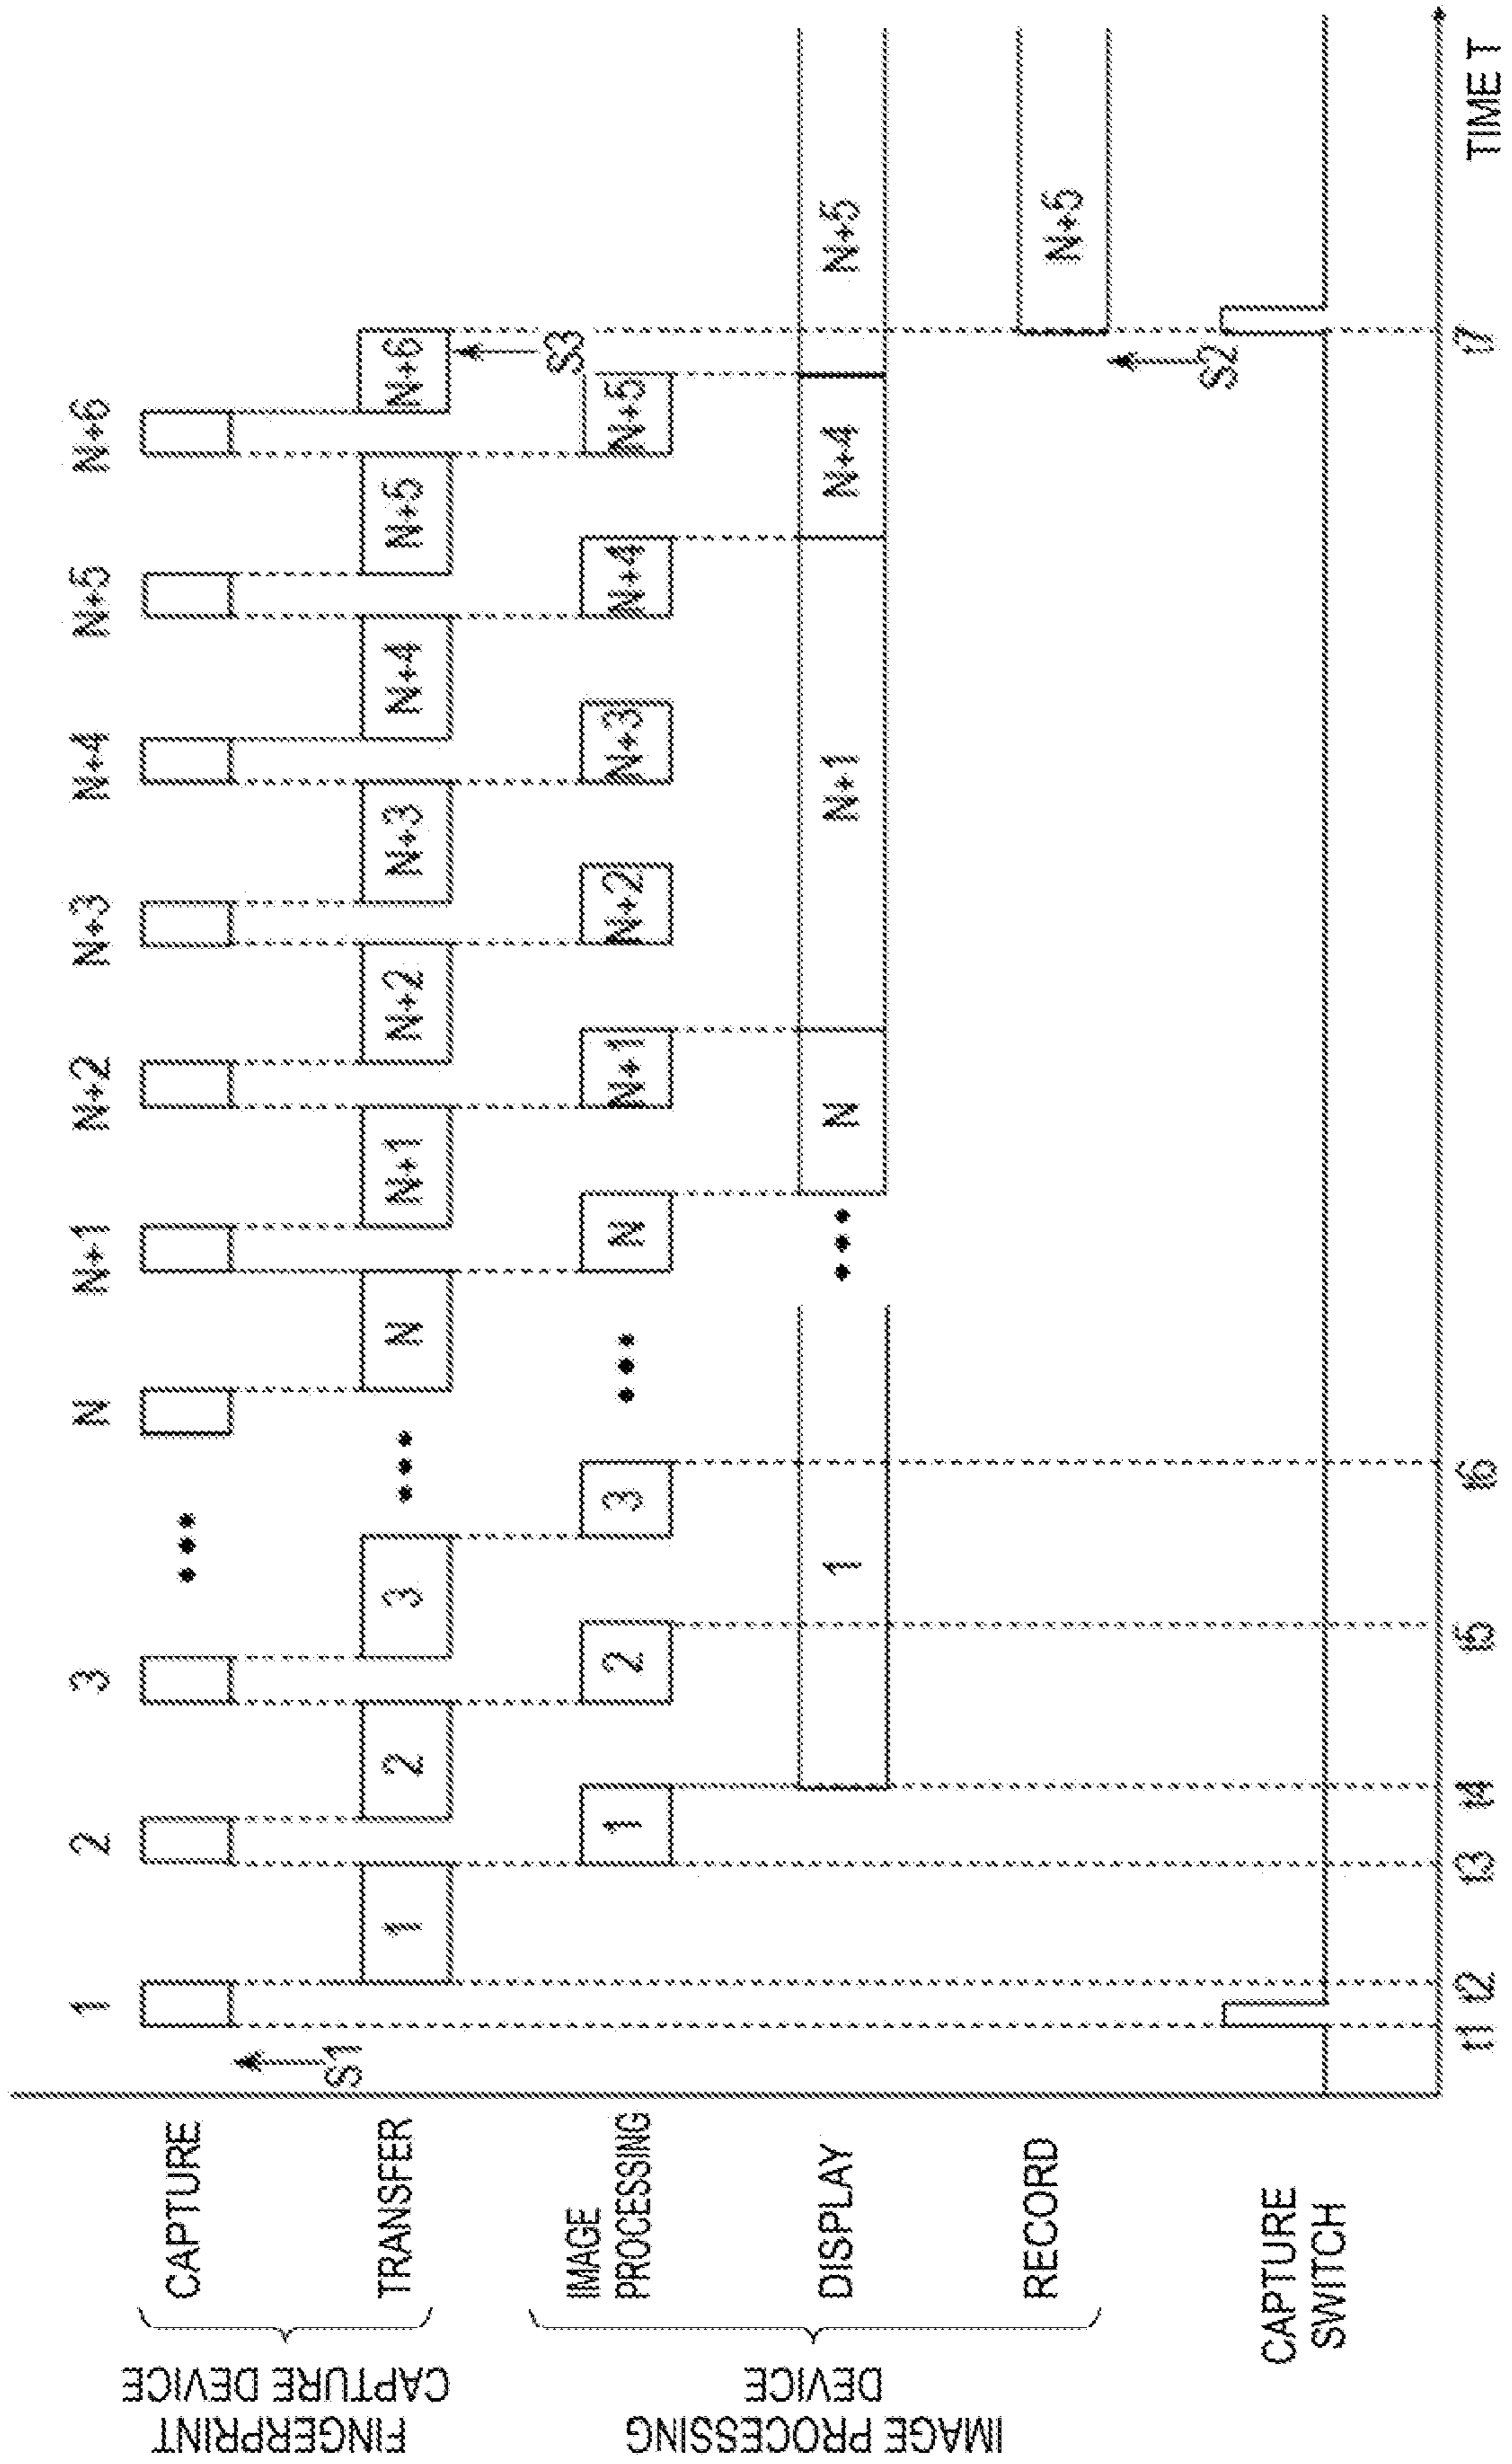 1
2
3
N
N+1
N+2
N+3
N+4
N+5
N+6
FINGERPRINT
CAPTURE DEVICE
CAPTURE
S1
TRANSFER
1
2
3
N
N+1
N+2
N+3
N+4
N+5
N+6
S3
IMAGE PROCESSING
DEVICE
IMAGE
PROCESSING
1
2
3
N
N+1
N+2
N+3
N+4
N+5
DISPLAY
1
N
N+1
N+4
N+5
RECORD
N+5
S2
CAPTURE
SWITCH
t1
t2
t3
t4
t5
t6
t7
TIME T